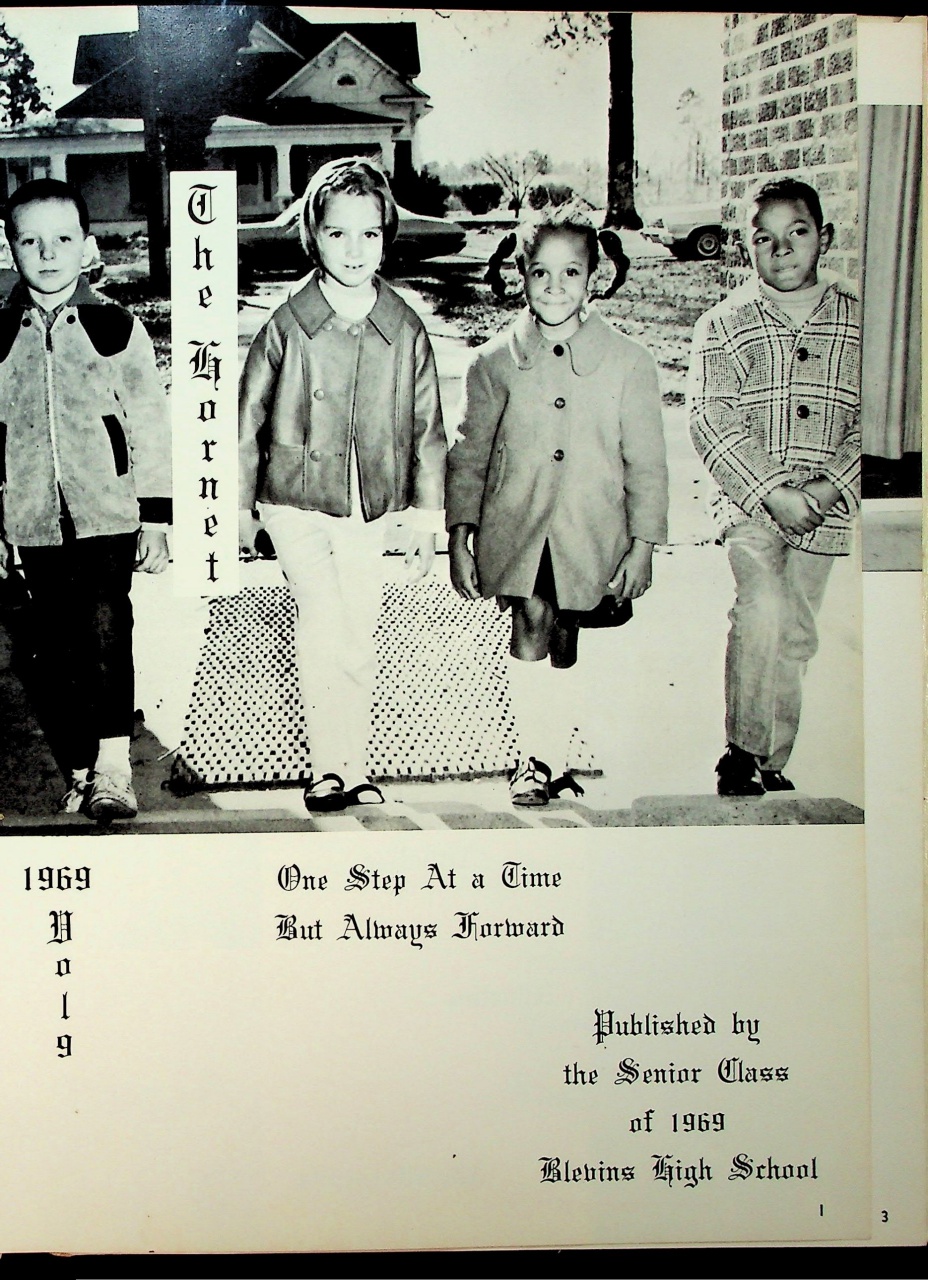 The Hornet
1969
Vol 9
One Step At a Time
But Always Forward
Published by
the Senior Class
of 1969
Blevins High School
1
3